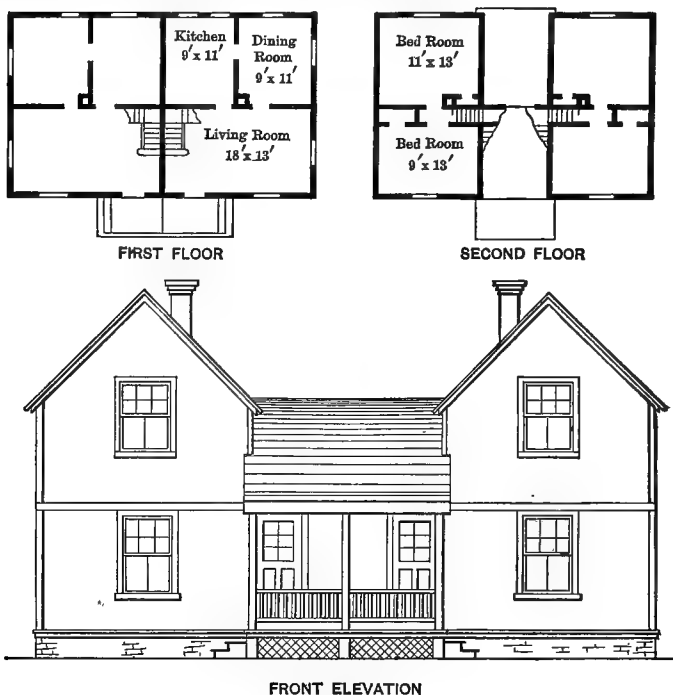 Kitchen
9′x 11′
Dining
Room
9′x 11′
Living Room
18′x 13′
FIRST FLOOR
Bed Room
11′x 13′
Bed Room
9′x 13′
SECOND FLOOR
FRONT ELEVATION